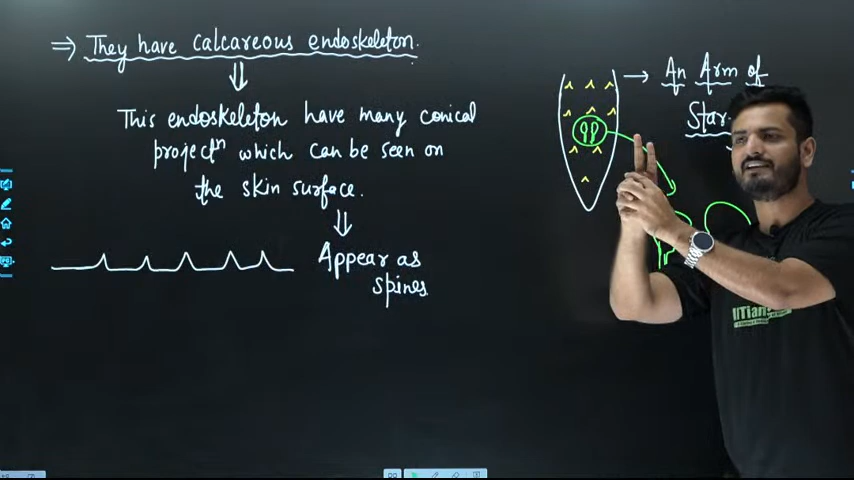 ⇒ They have calcareous endoskeleton.
This endoskeleton have many conical
projectⁿ which can be seen on
the skin surface.
Appear as
spines
→ An Arm of
Star
IITian